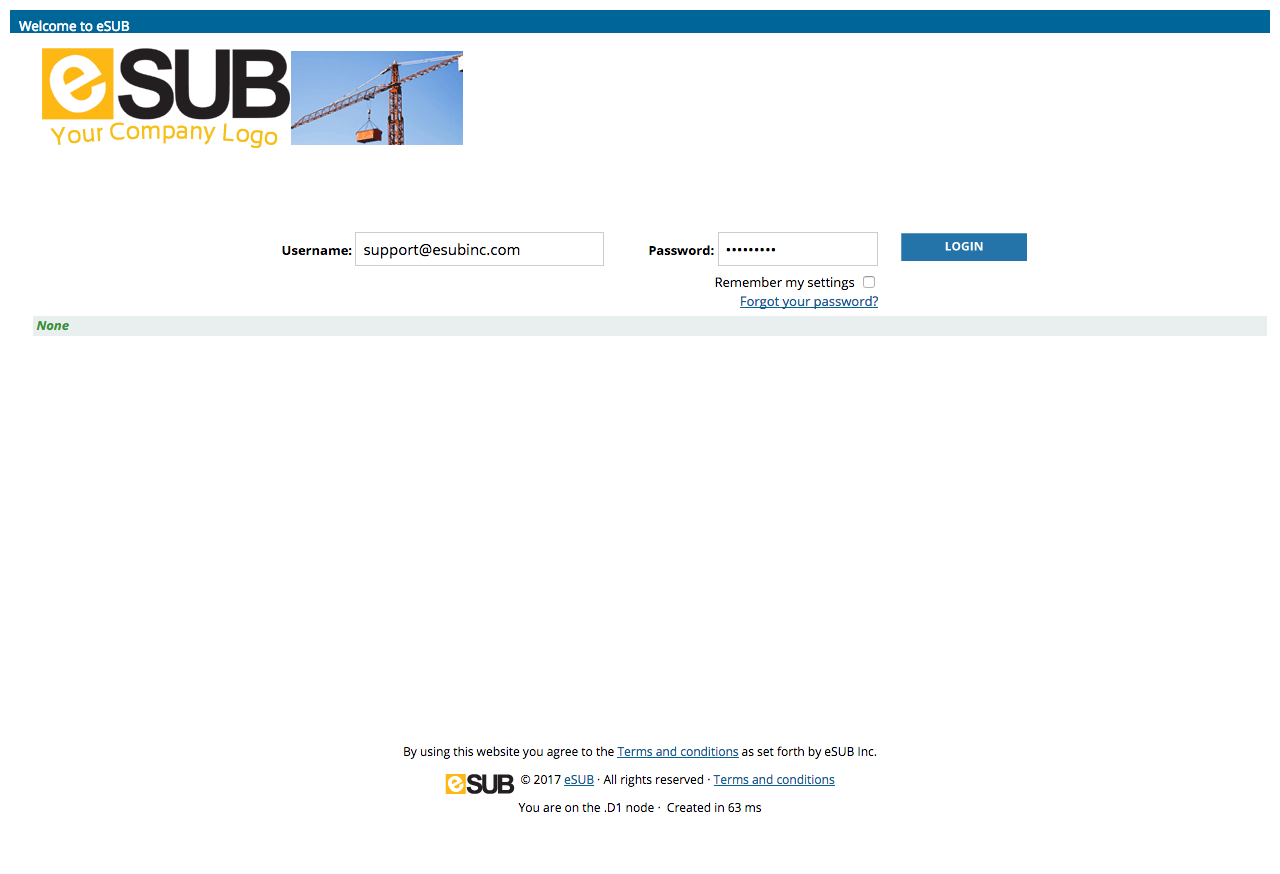 Welcome to eSUB
eSUB
Your Company Logo
Username: support@esubinc.com Password: ••••••••• LOGIN
Remember my settings
Forgot your password?
None
By using this website you agree to the Terms and conditions as set forth by eSUB Inc.
eSUB © 2017 eSUB · All rights reserved · Terms and conditions
You are on the .D1 node · Created in 63 ms